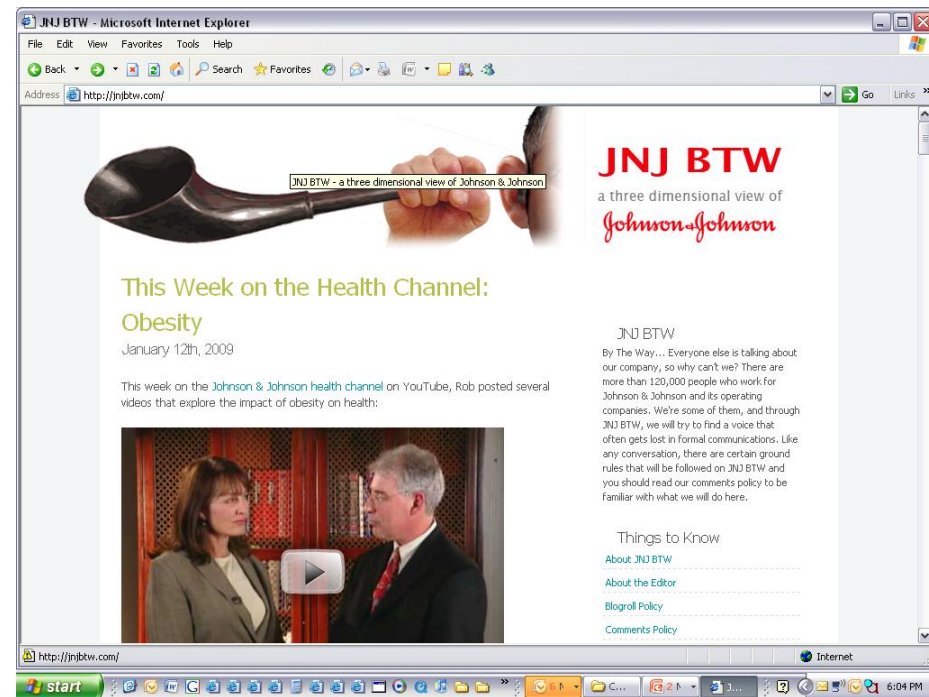 JNJ BTW - Microsoft Internet Explorer
File Edit View Favorites Tools Help
Back Search Favorites
Address http://jnjbtw.com/ Go Links »
JNJ BTW - a three dimensional view of Johnson & Johnson
JNJ BTW
a three dimensional view of
Johnson & Johnson
This Week on the Health Channel:
Obesity
January 12th, 2009
This week on the Johnson & Johnson health channel on YouTube, Rob posted several
videos that explore the impact of obesity on health:
JNJ BTW
By The Way... Everyone else is talking about
our company, so why can't we? There are
more than 120,000 people who work for
Johnson & Johnson and its operating
companies. We're some of them, and through
JNJ BTW, we will try to find a voice that
often gets lost in formal communications. Like
any conversation, there are certain ground
rules that will be followed on JNJ BTW and
you should read our comments policy to be
familiar with what we will do here.
Things to Know
About JNJ BTW
About the Editor
Blogroll Policy
Comments Policy
http://jnjbtw.com/ Internet
start » C... J... 6:04 PM